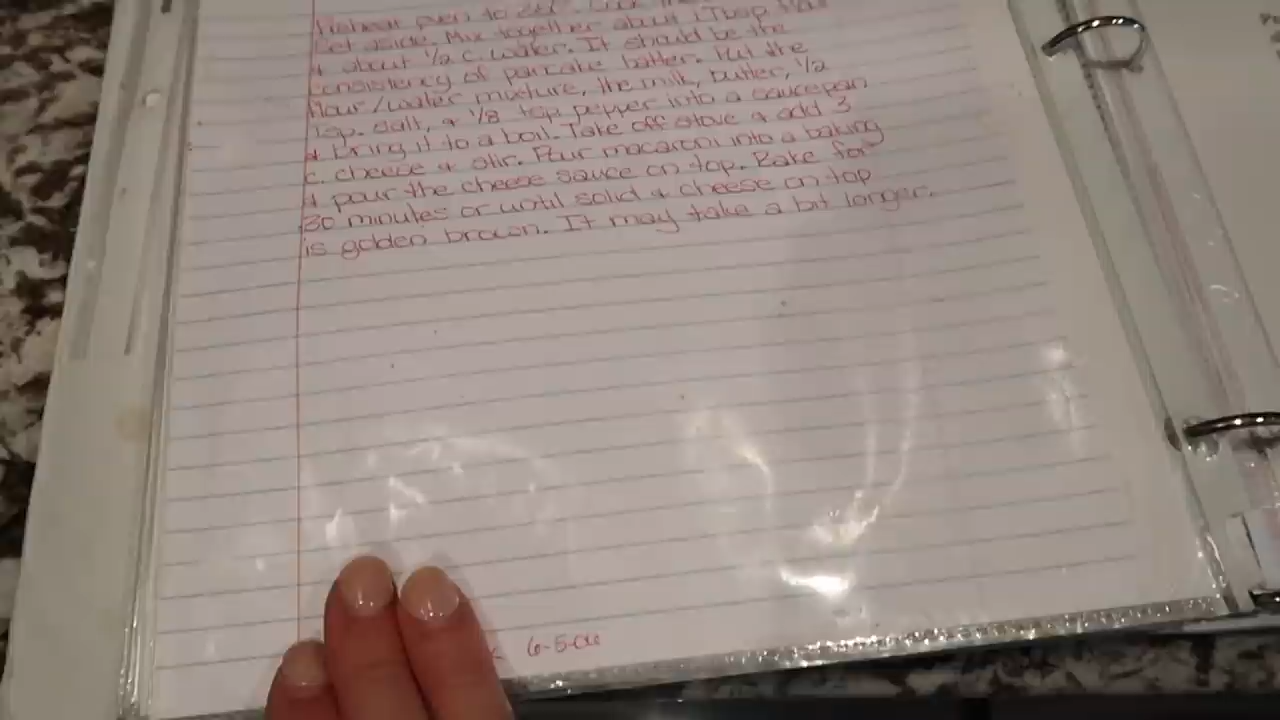 Preheat oven to
Set aside. Mix together about 1 Tbsp flour
+ about 1/2 c. water. It should be the
consistency of pancake batter. Put the
flour/water mixture, the milk, butter, 1/2
Tsp. salt, + 1/8 tsp pepper into a saucepan
+ bring it to a boil. Take off stove + add 3
c. cheese + stir. Pour macaroni into a baking
+ pour the cheese sauce on top. Bake for
30 minutes or until solid + cheese on top
is golden brown. It may take a bit longer.
6-5-06